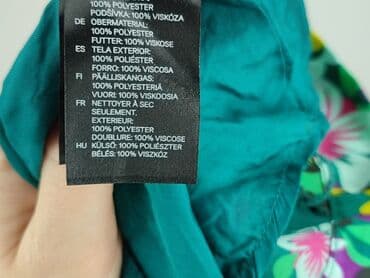 100% POLYESTER
PODŠÍVKA: 100% VISKÓZA
DE OBERMATERIAL:
100% POLYESTER
FUTTER: 100% VISKOSE
ES TELA EXTERIOR:
100% POLIÉSTER
FORRO: 100% VISCOSA
FI PÄÄLLISKANGAS:
100% POLYESTERIÄ
VUORI: 100% VISKOOSIA
FR NETTOYER À SEC
SEULEMENT.
EXTERIEUR:
100% POLYESTER
DOUBLURE: 100% VISCOSE
HU KÜLSŐ: 100% POLIÉSZTER
BÉLÉS: 100% VISZKÓZ